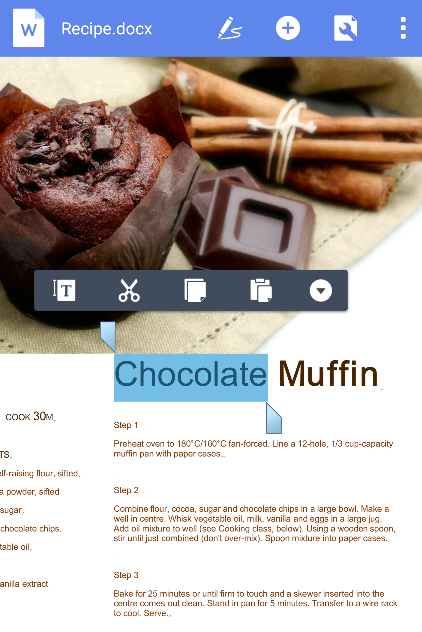 W Recipe.docx
T
Chocolate Muffin
COOK 30M
TS.
elf-raising flour, sifted
a powder, sifted
sugar
chocolate chips
table oil
anilla extract
Step 1
Preheat oven to 180°C/160°C fan-forced. Line a 12-hole, 1/3 cup-capacity
muffin pan with paper cases..
Step 2
Combine flour, cocoa, sugar and chocolate chips in a large bowl. Make a
well in centre. Whisk vegetable oil, milk, vanilla and eggs in a large jug.
Add oil mixture to well (see Cooking class, below). Using a wooden spoon,
stir until just combined (don't over-mix). Spoon mixture into paper cases.
Step 3
Bake for 25 minutes or until firm to touch and a skewer inserted into the
centre comes out clean. Stand in pan for 5 minutes. Transfer to a wire rack
to cool. Serve.